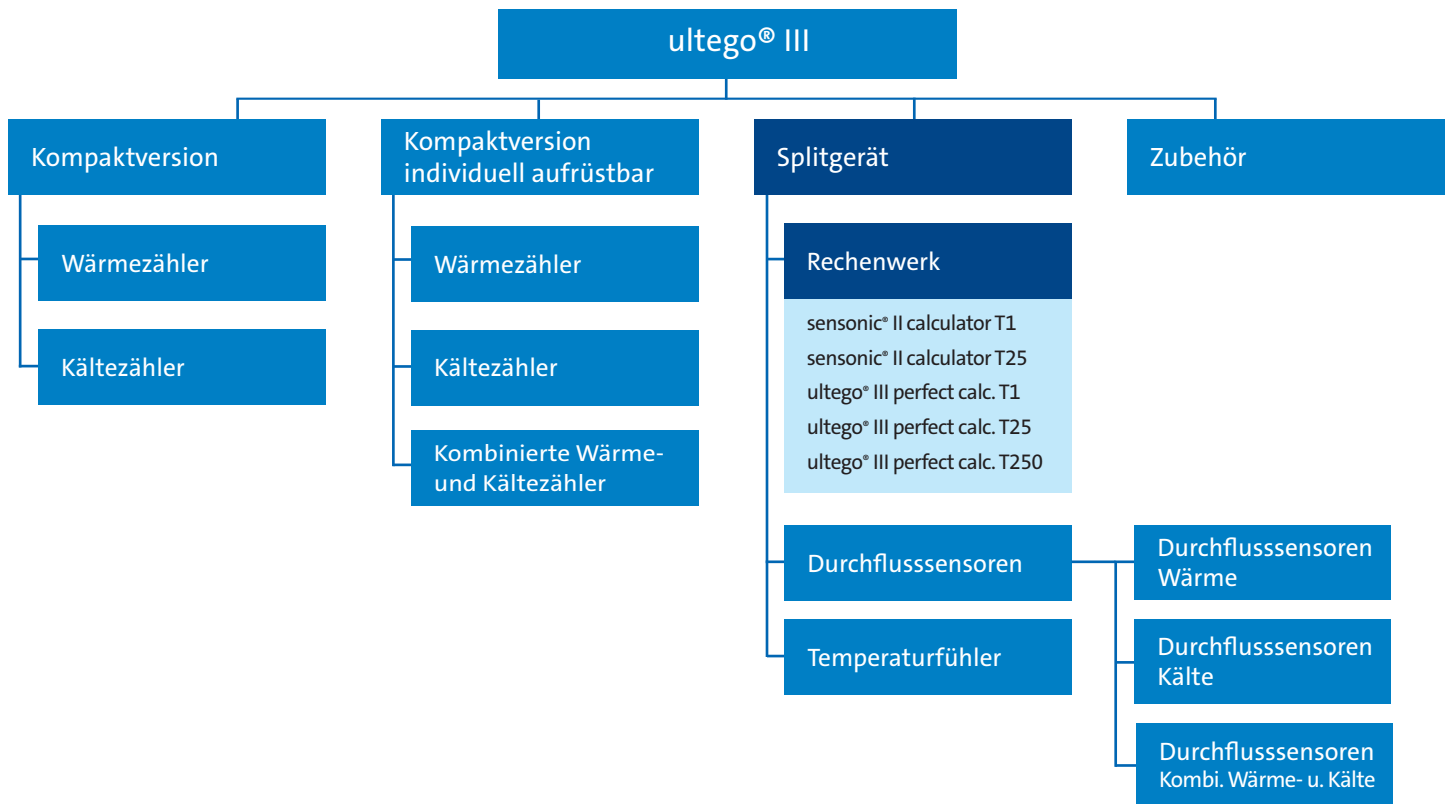 ultego® III
Kompaktversion
Wärmezähler
Kältezähler
Kompaktversion
individuell aufrüstbar
Wärmezähler
Kältezähler
Kombinierte Wärme-
und Kältezähler
Splitgerät
Rechenwerk
sensonic® II calculator T1
sensonic® II calculator T25
ultego® III perfect calc. T1
ultego® III perfect calc. T25
ultego® III perfect calc. T250
Durchflusssensoren
Temperaturfühler
Durchflusssensoren
Wärme
Durchflusssensoren
Kälte
Durchflusssensoren
Kombi. Wärme- u. Kälte
Zubehör